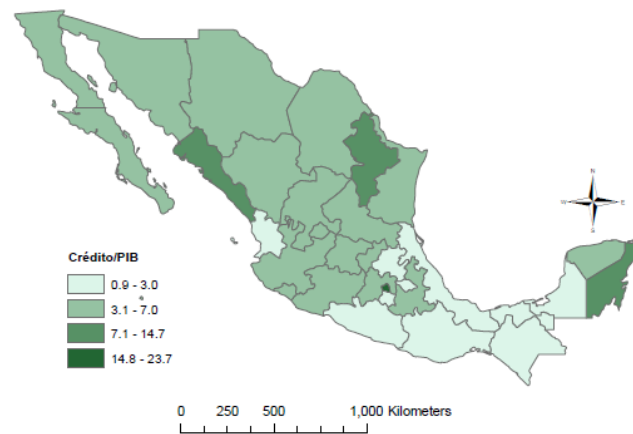 N
W E
S
Crédito/PIB
0.9 - 3.0
3.1 - 7.0
7.1 - 14.7
14.8 - 23.7
0 250 500 1,000 Kilometers